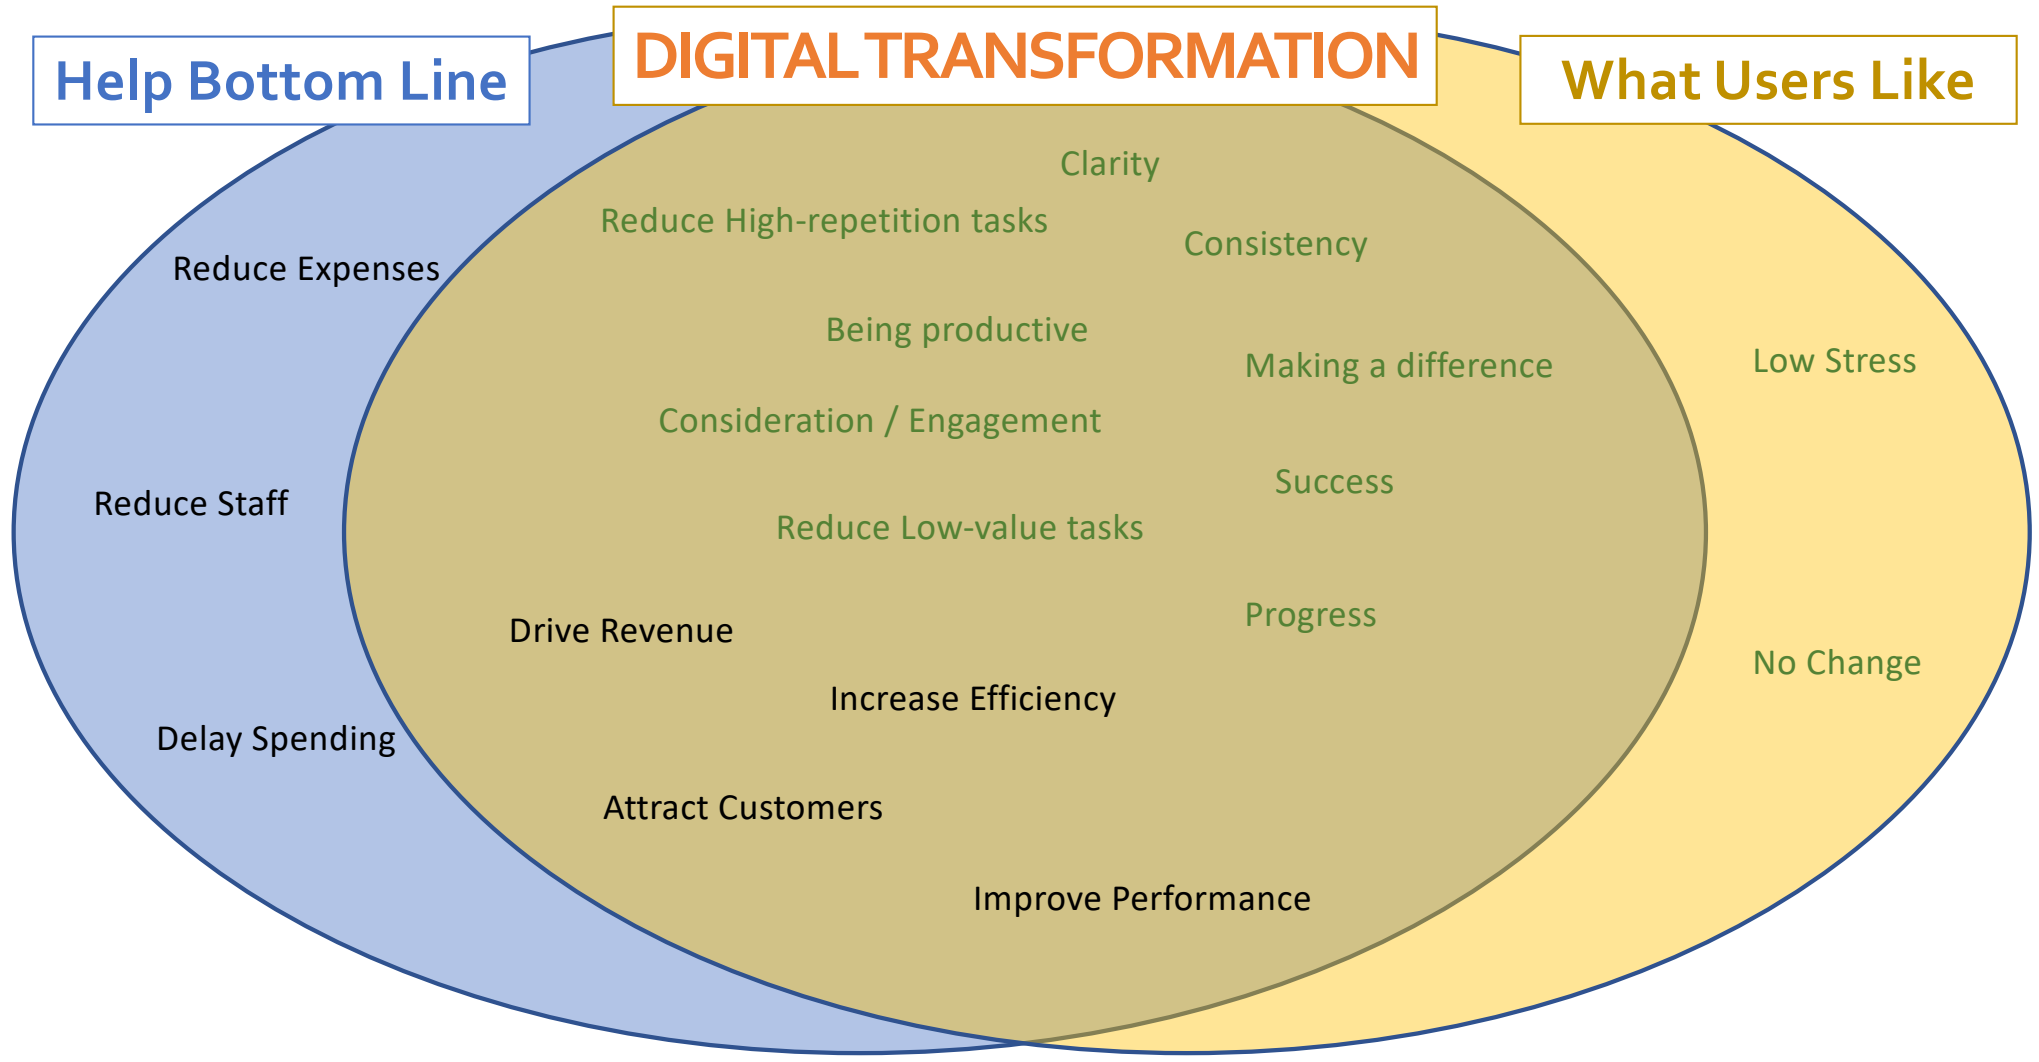 Help Bottom Line
DIGITAL TRANSFORMATION
What Users Like
Clarity
Reduce High-repetition tasks
Consistency
Reduce Expenses
Being productive
Making a difference
Low Stress
Consideration / Engagement
Success
Reduce Staff
Reduce Low-value tasks
Progress
Drive Revenue
No Change
Increase Efficiency
Delay Spending
Attract Customers
Improve Performance